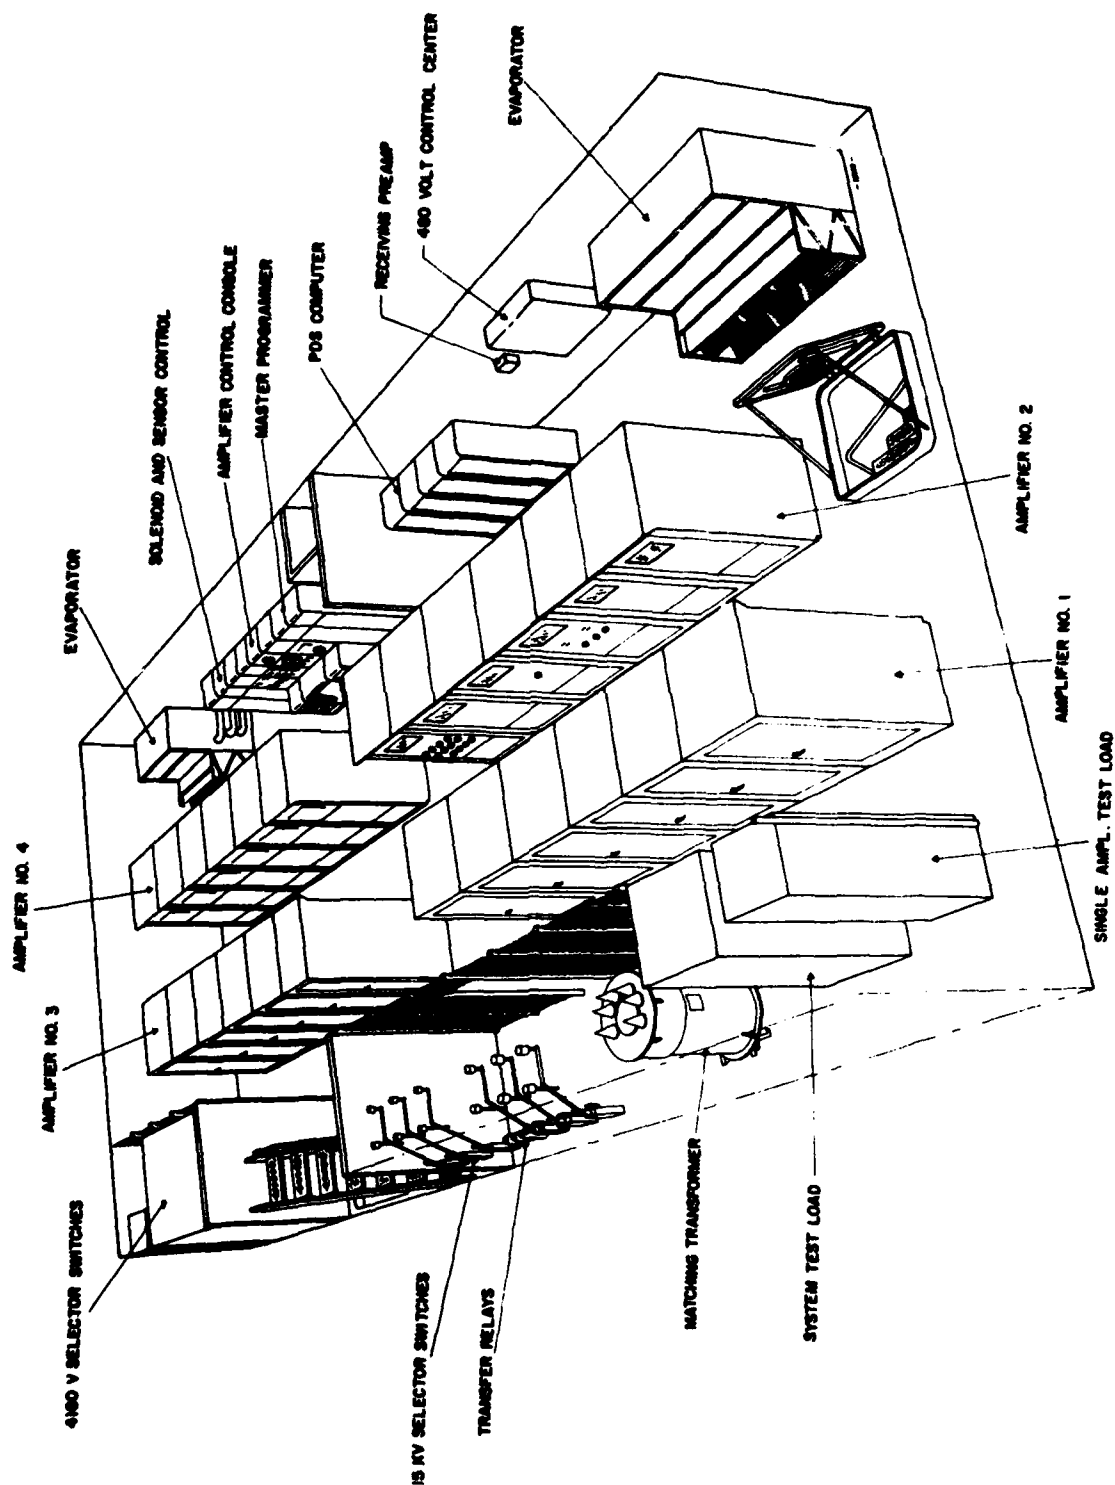 4160 V SELECTOR SWITCHES
AMPLIFIER NO. 3
AMPLIFIER NO. 4
EVAPORATOR
SOLENOID AND SENSOR CONTROL
AMPLIFIER CONTROL CONSOLE
MASTER PROGRAMMER
PDS COMPUTER
RECEIVING PREAMP
480 VOLT CONTROL CENTER
EVAPORATOR
15 KV SELECTOR SWITCHES
TRANSFER RELAYS
MATCHING TRANSFORMER
SYSTEM TEST LOAD
SINGLE AMPL. TEST LOAD
AMPLIFIER NO. 1
AMPLIFIER NO. 2